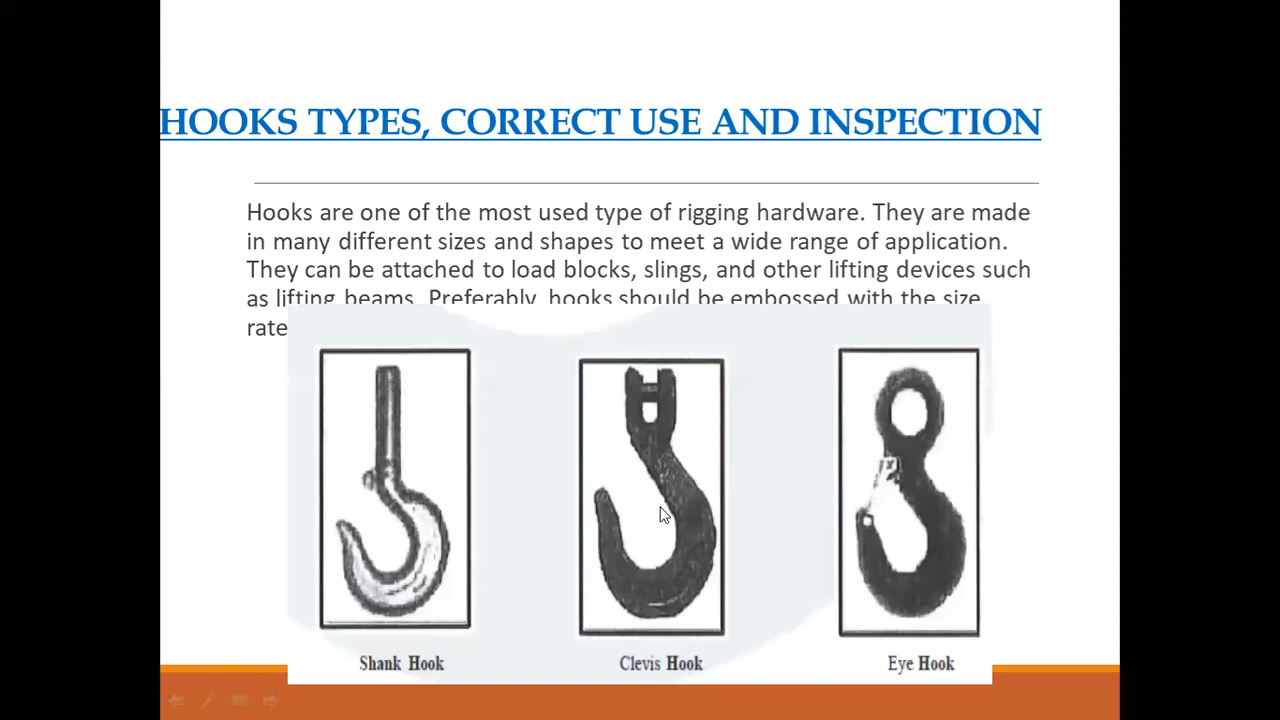 HOOKS TYPES, CORRECT USE AND INSPECTION
Hooks are one of the most used type of rigging hardware. They are made
in many different sizes and shapes to meet a wide range of application.
They can be attached to load blocks, slings, and other lifting devices such
as lifting beams. Preferably, hooks should be embossed with the size
rate
Shank Hook
Clevis Hook
Eye Hook